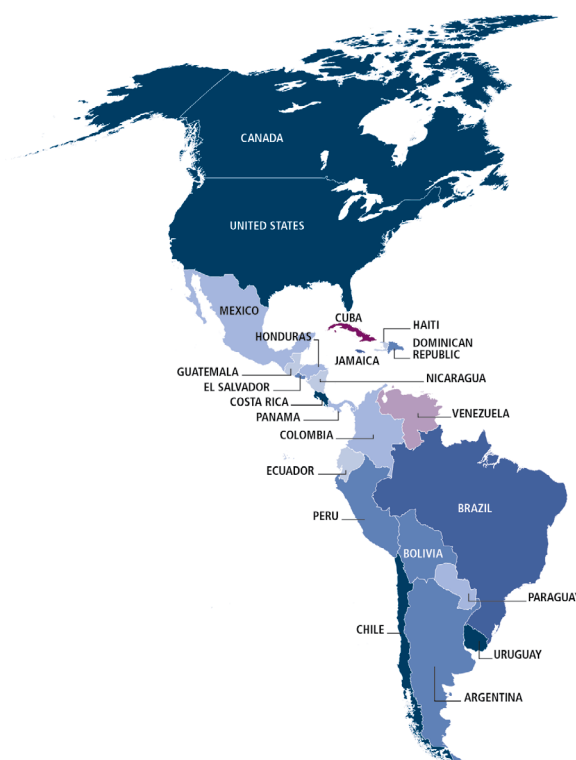 CANADA
UNITED STATES
MEXICO
CUBA
HAITI
HONDURAS
DOMINICAN
REPUBLIC
JAMAICA
GUATEMALA
NICARAGUA
EL SALVADOR
COSTA RICA
PANAMA
VENEZUELA
COLOMBIA
ECUADOR
BRAZIL
PERU
BOLIVIA
PARAGUAY
CHILE
URUGUAY
ARGENTINA